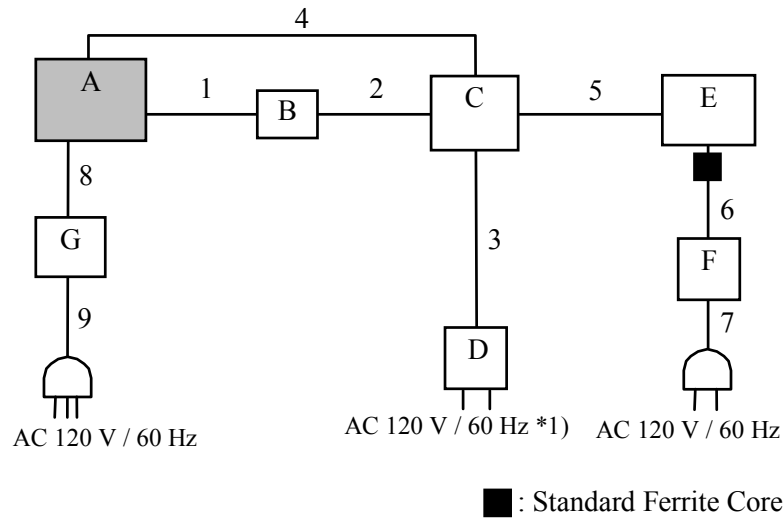 4
A
1
B
2
C
5
E
8
6
G
3
F
9
7
D
AC 120 V / 60 Hz
AC 120 V / 60 Hz *1)
AC 120 V / 60 Hz
: Standard Ferrite Core